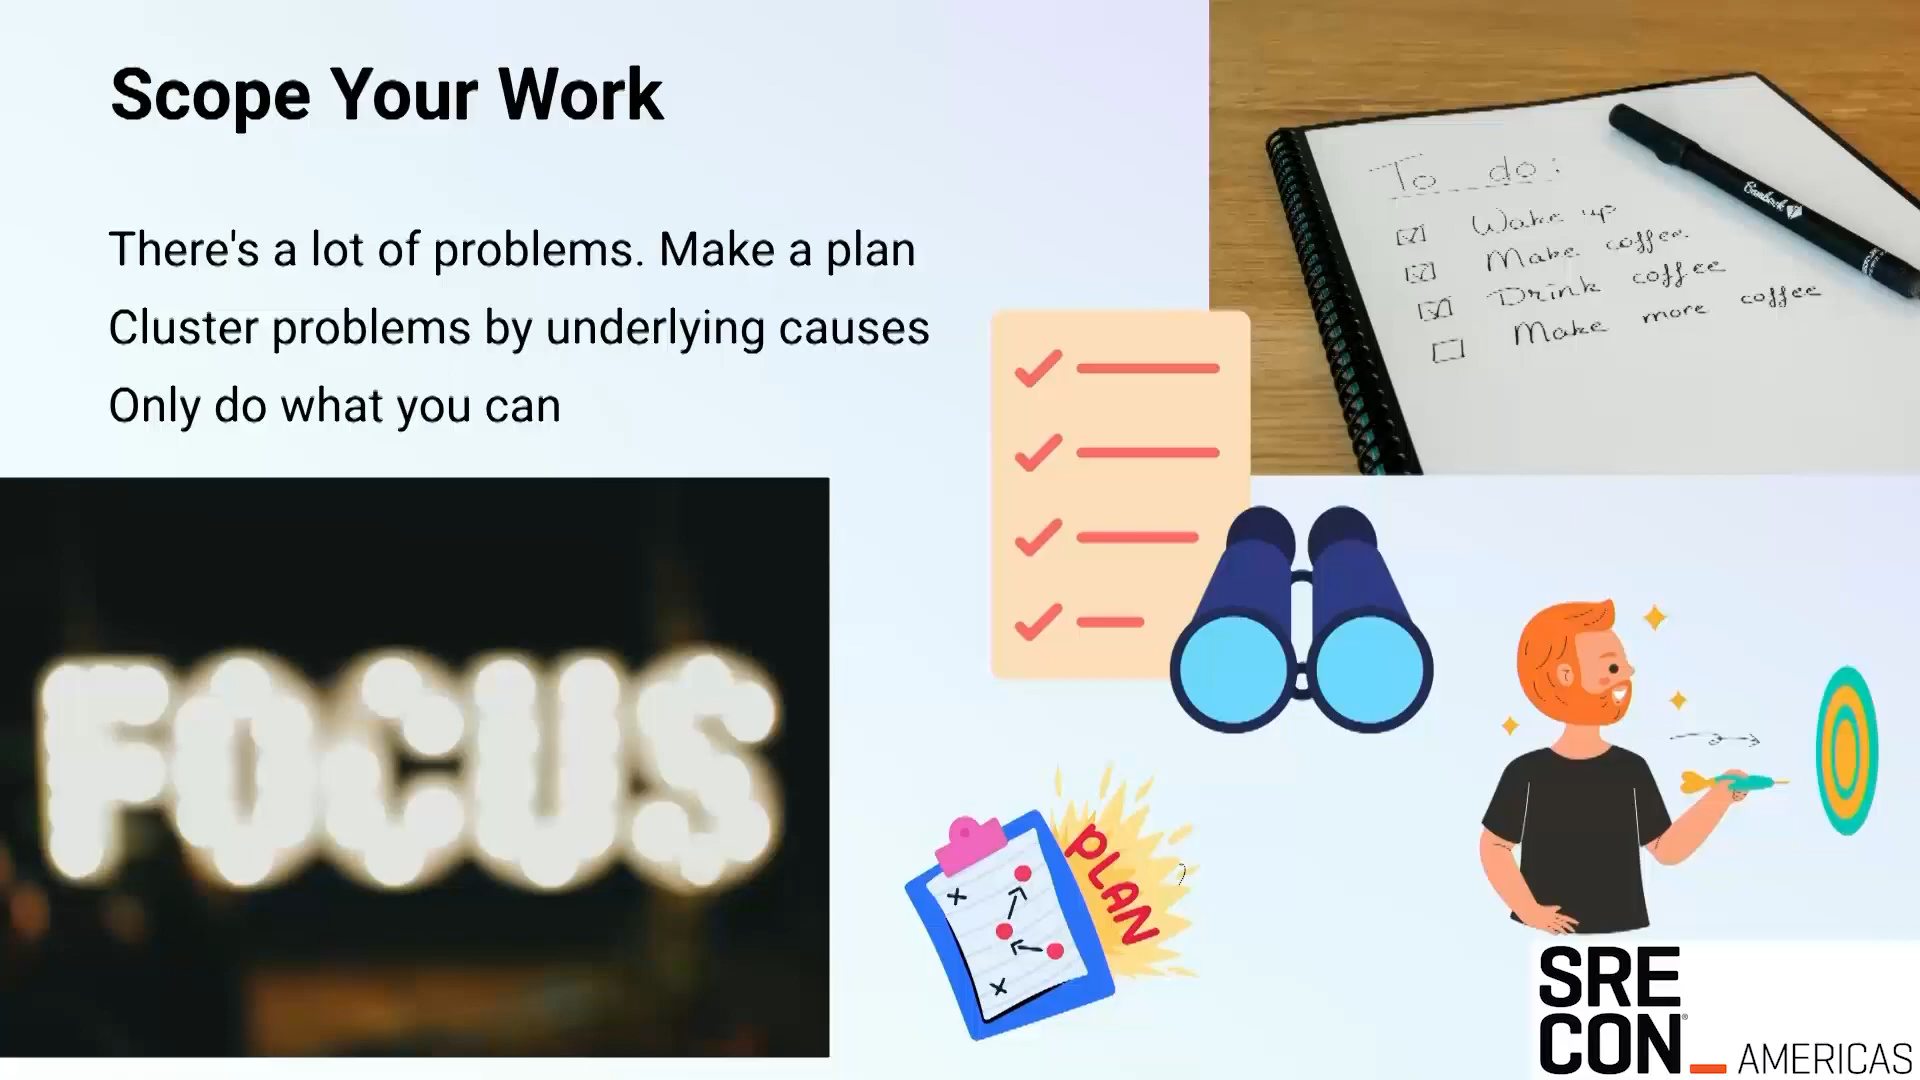 Scope Your Work
There's a lot of problems. Make a plan
Cluster problems by underlying causes
Only do what you can
To do:
Wake up
Make coffee
Drink coffee
Make more coffee
FOCUS
PLAN
SRE
CON
AMERICAS